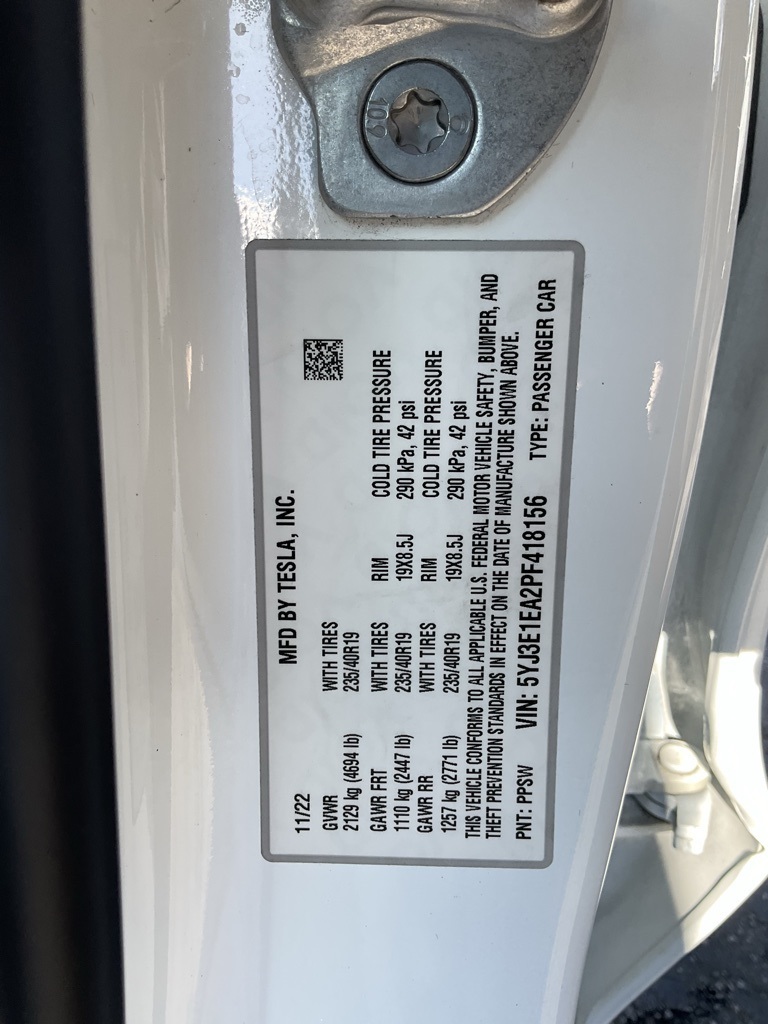 10.9
MFD BY TESLA, INC.
11/22
GVWR WITH TIRES
2129 kg (4694 lb) 235/40R19
GAWR FRT WITH TIRES RIM COLD TIRE PRESSURE
1110 kg (2447 lb) 235/40R19 19X8.5J 290 kPa, 42 psi
GAWR RR WITH TIRES RIM COLD TIRE PRESSURE
1257 kg (2771 lb) 235/40R19 19X8.5J 290 kPa, 42 psi
THIS VEHICLE CONFORMS TO ALL APPLICABLE U.S. FEDERAL MOTOR VEHICLE SAFETY, BUMPER, AND
THEFT PREVENTION STANDARDS IN EFFECT ON THE DATE OF MANUFACTURE SHOWN ABOVE.
PNT: PPSW VIN: 5YJ3E1EA2PF418156 TYPE: PASSENGER CAR